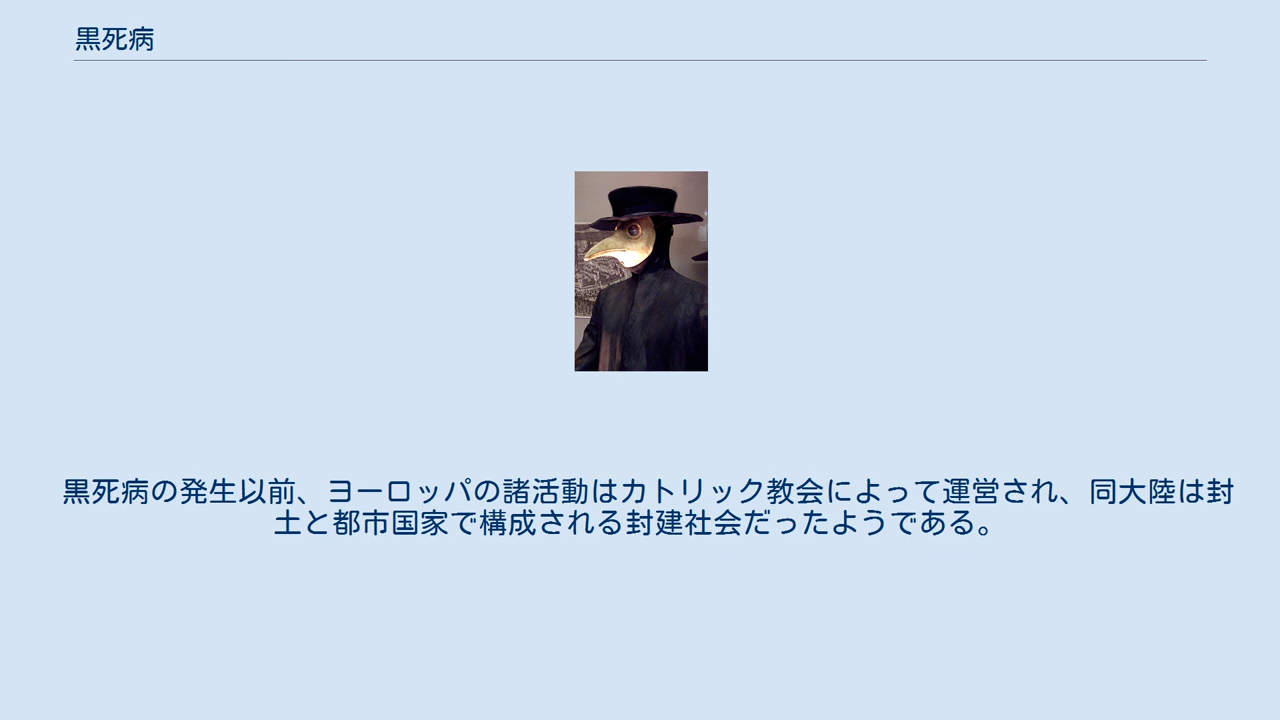 黒死病
黒死病の発生以前、ヨーロッパの諸活動はカトリック教会によって運営され、同大陸は封
土と都市国家で構成される封建社会だったようである。